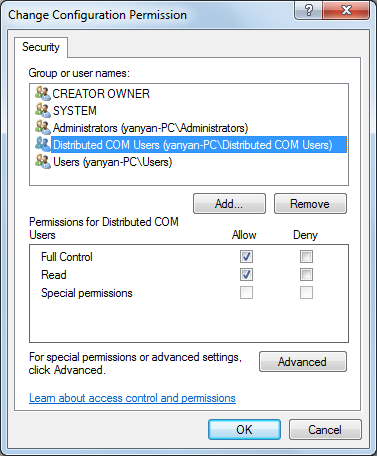 Change Configuration Permission
Security
Group or user names:
CREATOR OWNER
SYSTEM
Administrators (yanyan-PC\Administrators)
Distributed COM Users (yanyan-PC\Distributed COM Users)
Users (yanyan-PC\Users)
Add... Remove
Permissions for Distributed COM
Users Allow Deny
Full Control
Read
Special permissions
For special permissions or advanced settings,
click Advanced.
Advanced
Learn about access control and permissions
OK Cancel